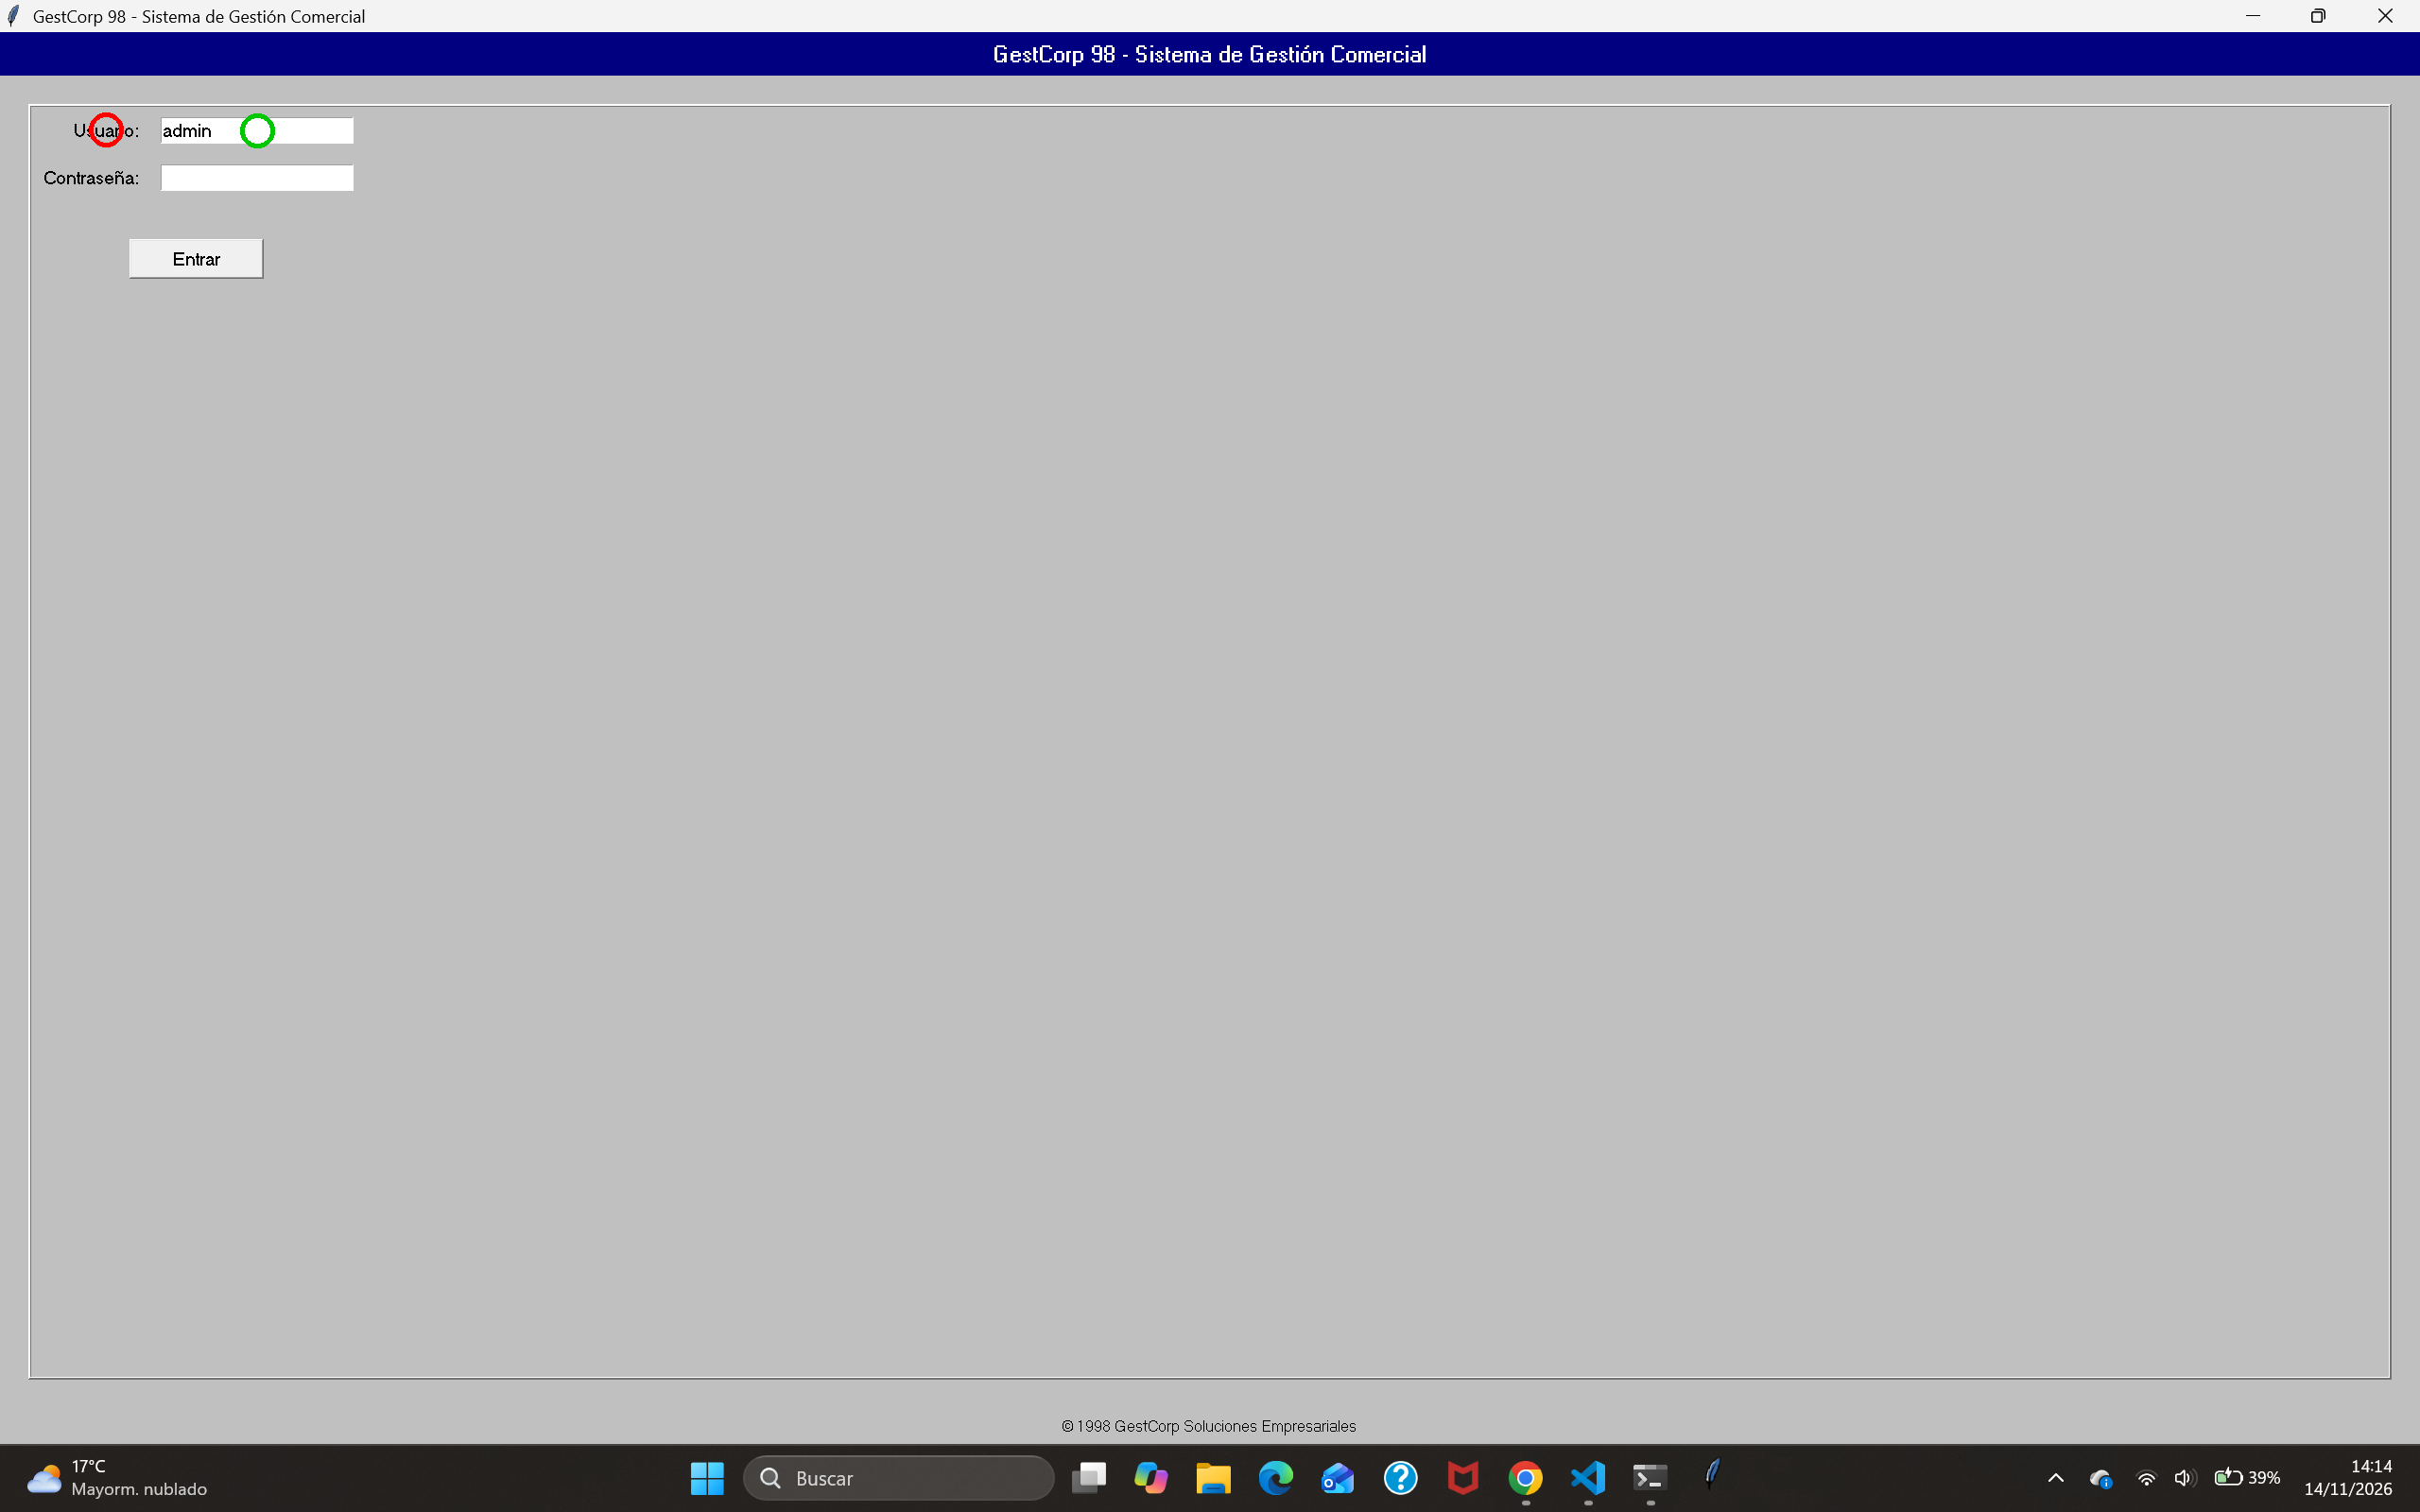 GestCorp 98 - Sistema de Gestión Comercial
GestCorp 98 - Sistema de Gestión Comercial
Usuario: admin
Contraseña:
Entrar
© 1998 GestCorp Soluciones Empresariales
17°C
Mayorm. nublado
Buscar
39%
14:14
14/11/2026